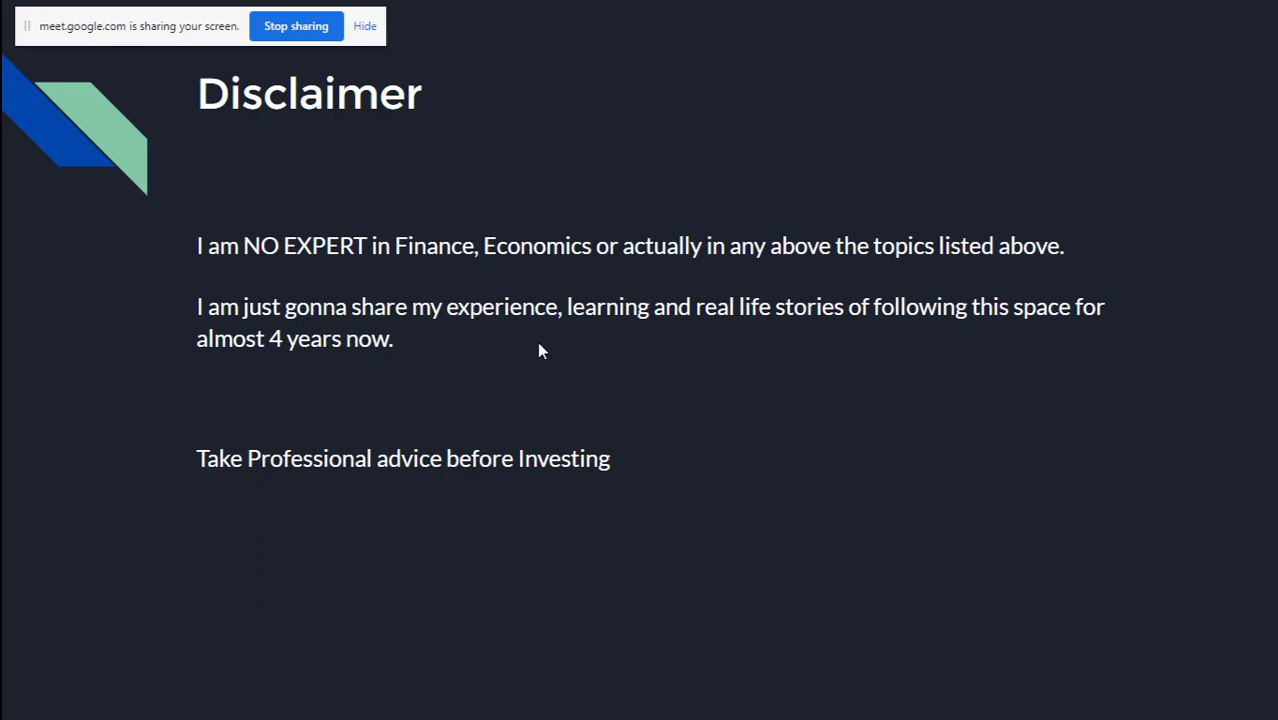 meet.google.com is sharing your screen. Stop sharing Hide
Disclaimer
I am NO EXPERT in Finance, Economics or actually in any above the topics listed above.
I am just gonna share my experience, learning and real life stories of following this space for
almost 4 years now.
Take Professional advice before Investing